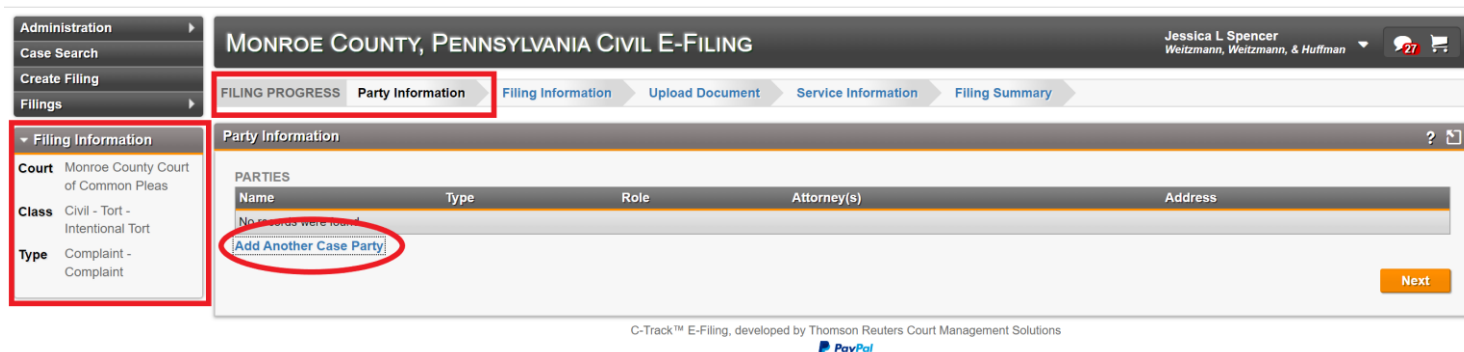 Administration
Case Search
Create Filing
Filings
MONROE COUNTY, PENNSYLVANIA CIVIL E-FILING
Jessica L Spencer
Weitzmann, Weitzmann, & Huffman
27
FILING PROGRESS Party Information Filing Information Upload Document Service Information Filing Summary
Filing Information
Court Monroe County Court
of Common Pleas
Class Civil - Tort -
Intentional Tort
Type Complaint -
Complaint
Party Information
?
PARTIES
Name Type Role Attorney(s) Address
No records were found
Add Another Case Party
Next
C-Track™ E-Filing, developed by Thomson Reuters Court Management Solutions
PayPal